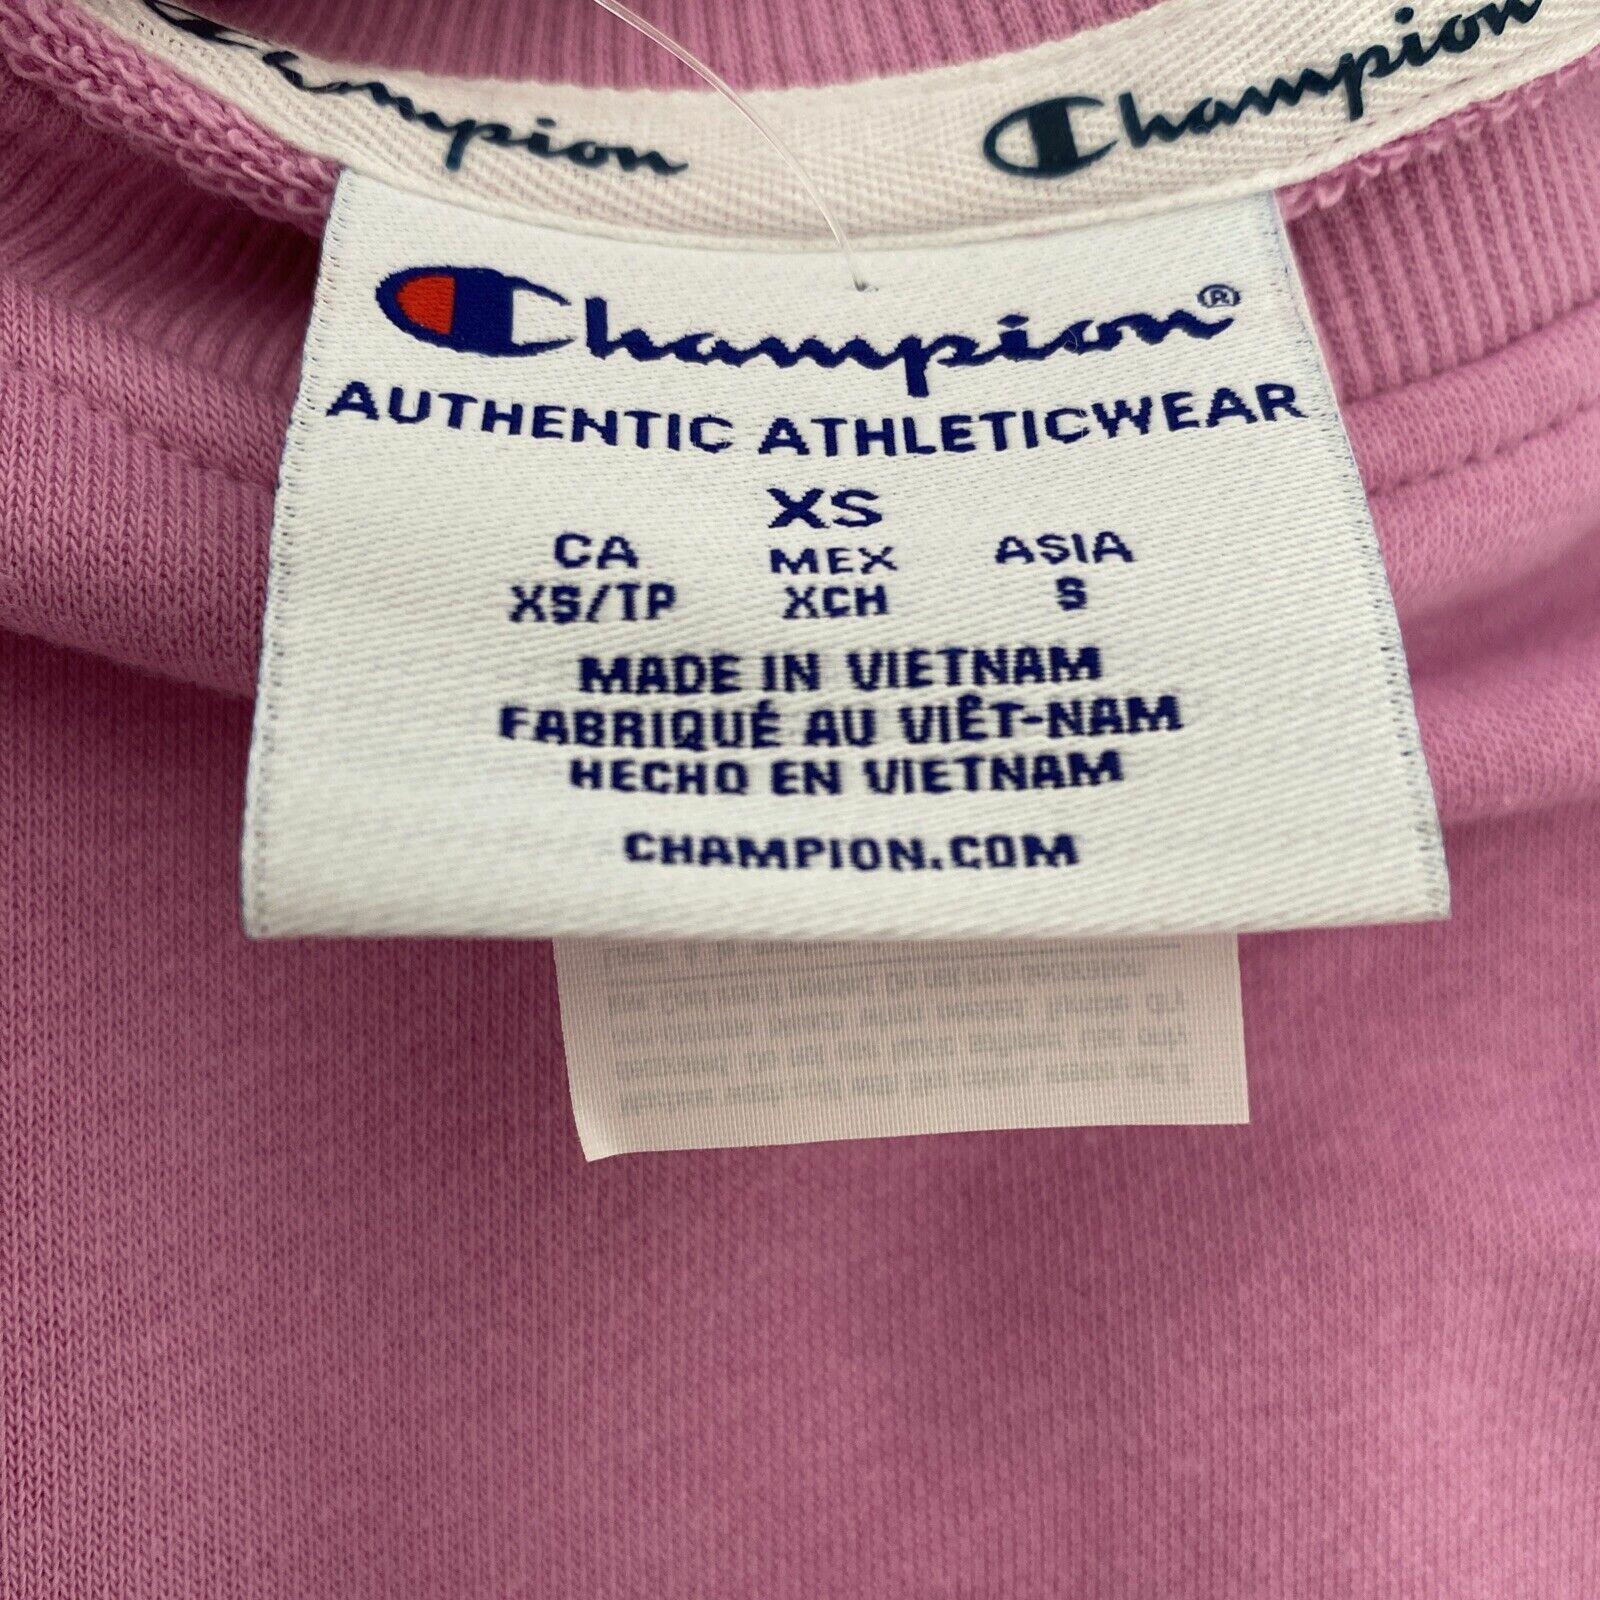 Champion
Champion
Champion®
AUTHENTIC ATHLETICWEAR
XS
CA MEX ASIA
XS/TP XCH S
MADE IN VIETNAM
FABRIQUÉ AU VIÊT-NAM
HECHO EN VIETNAM
CHAMPION.COM